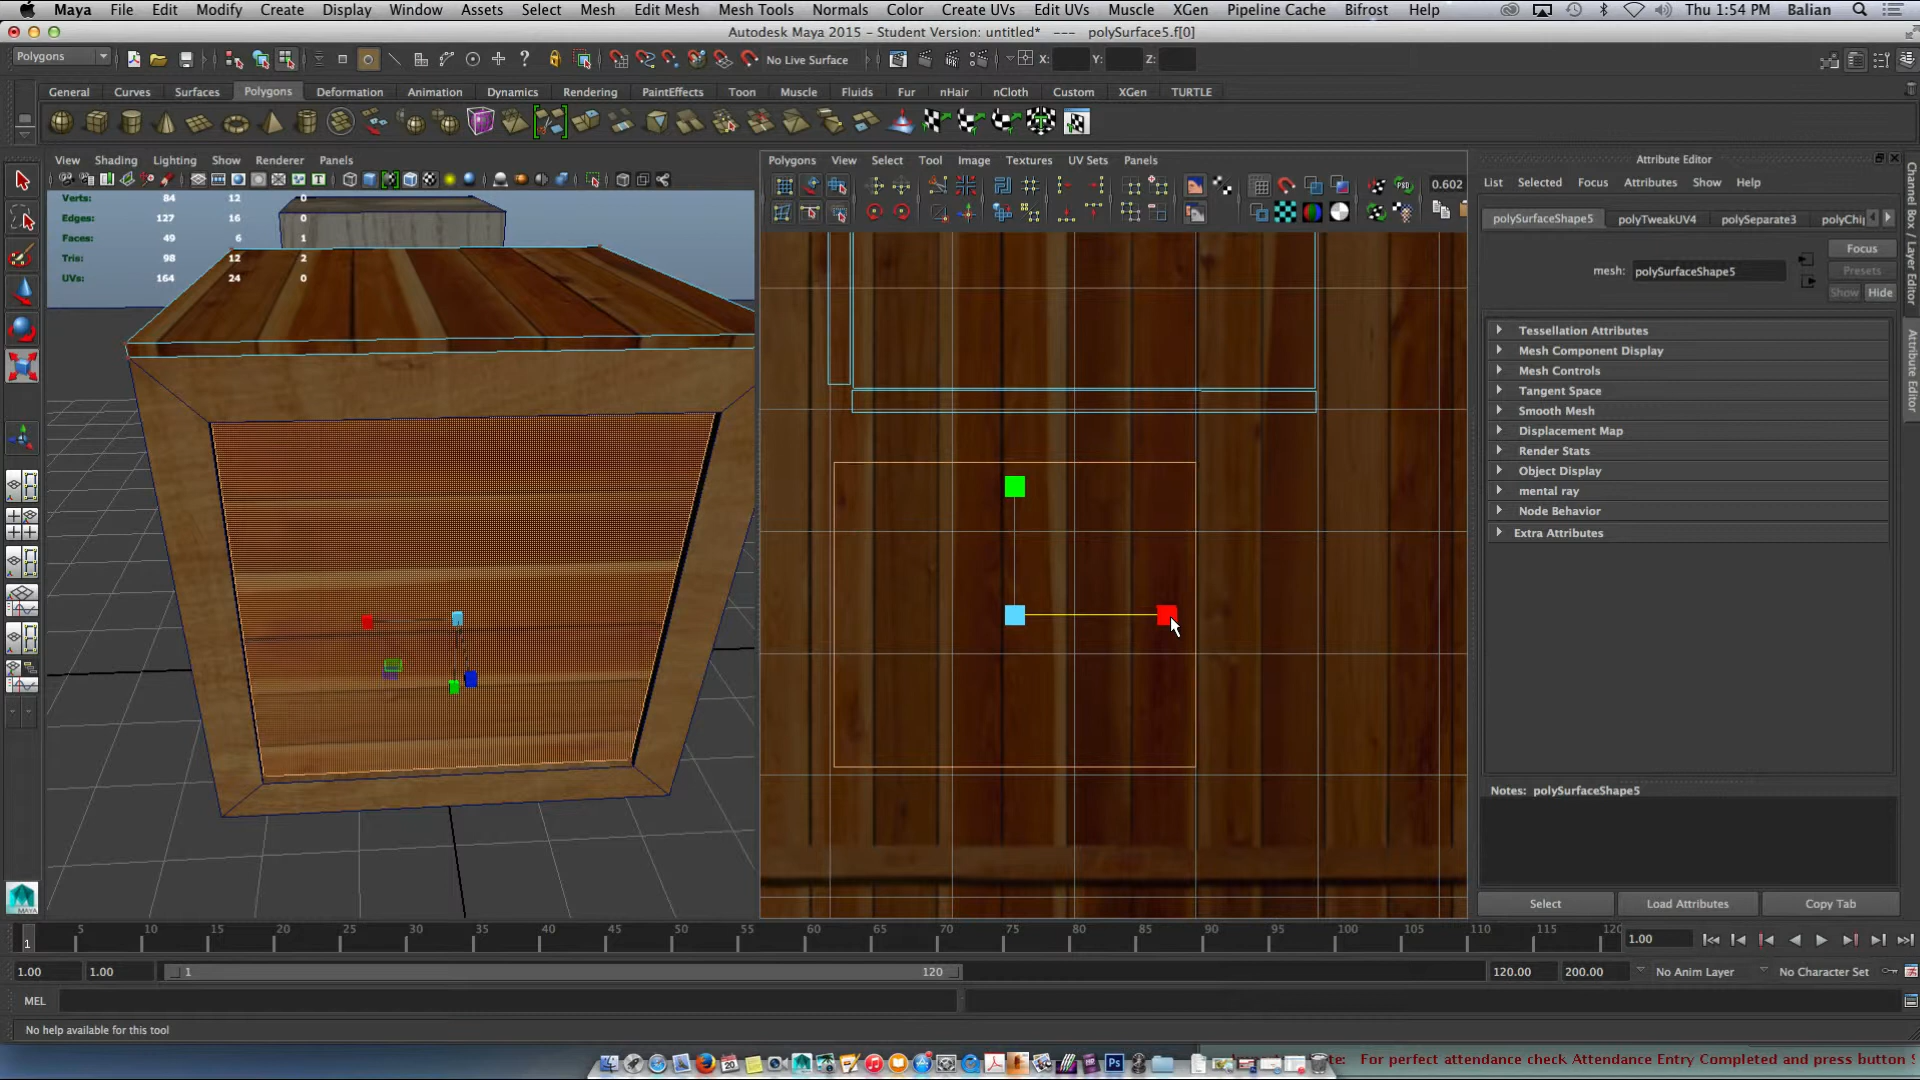 Maya File Edit Modify Create Display Window Assets Select Mesh Edit Mesh Mesh Tools Normals Color Create UVs Edit UVs Muscle XGen Pipeline Cache Bifrost Help Thu 1:54 PM Balian
Autodesk Maya 2015 - Student Version: untitled* --- polySurface5.f[0]
Polygons No Live Surface X: Y: Z:
General Curves Surfaces Polygons Deformation Animation Dynamics Rendering PaintEffects Toon Muscle Fluids Fur nHair nCloth Custom XGen TURTLE
View Shading Lighting Show Renderer Panels
Verts: 84 12 0
Edges: 127 16 0
Faces: 49 6 1
Tris: 98 12 2
UVs: 164 24 0
Polygons View Select Tool Image Textures UV Sets Panels
0.602
Attribute Editor
List Selected Focus Attributes Show Help
polySurfaceShape5 polyTweakUV4 polySeparate3 polyChi
Focus
mesh: polySurfaceShape5
Presets
Show Hide
Tessellation Attributes
Mesh Component Display
Mesh Controls
Tangent Space
Smooth Mesh
Displacement Map
Render Stats
Object Display
mental ray
Node Behavior
Extra Attributes
Notes: polySurfaceShape5
Select Load Attributes Copy Tab
Channel Box / Layer Editor
Attribute Editor
1 5 10 15 20 25 30 35 40 45 50 55 60 65 70 75 80 85 90 95 100 105 110 115 120 1.00
1.00 1.00 1 120 120.00 200.00 No Anim Layer No Character Set
MEL
No help available for this tool
te: For perfect attendance check Attendance Entry Completed and press button S